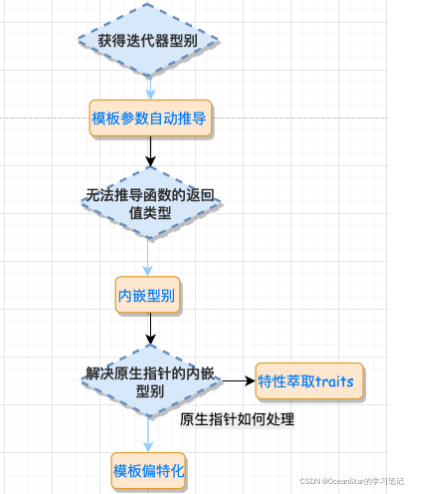 获得迭代器型别
模板参数自动推导
无法推导函数的返回
值类型
内嵌型别
解决原生指针的内嵌
型别
特性萃取traits
原生指针如何处理
模板偏特化
CSDN @OceanStar的学习笔记